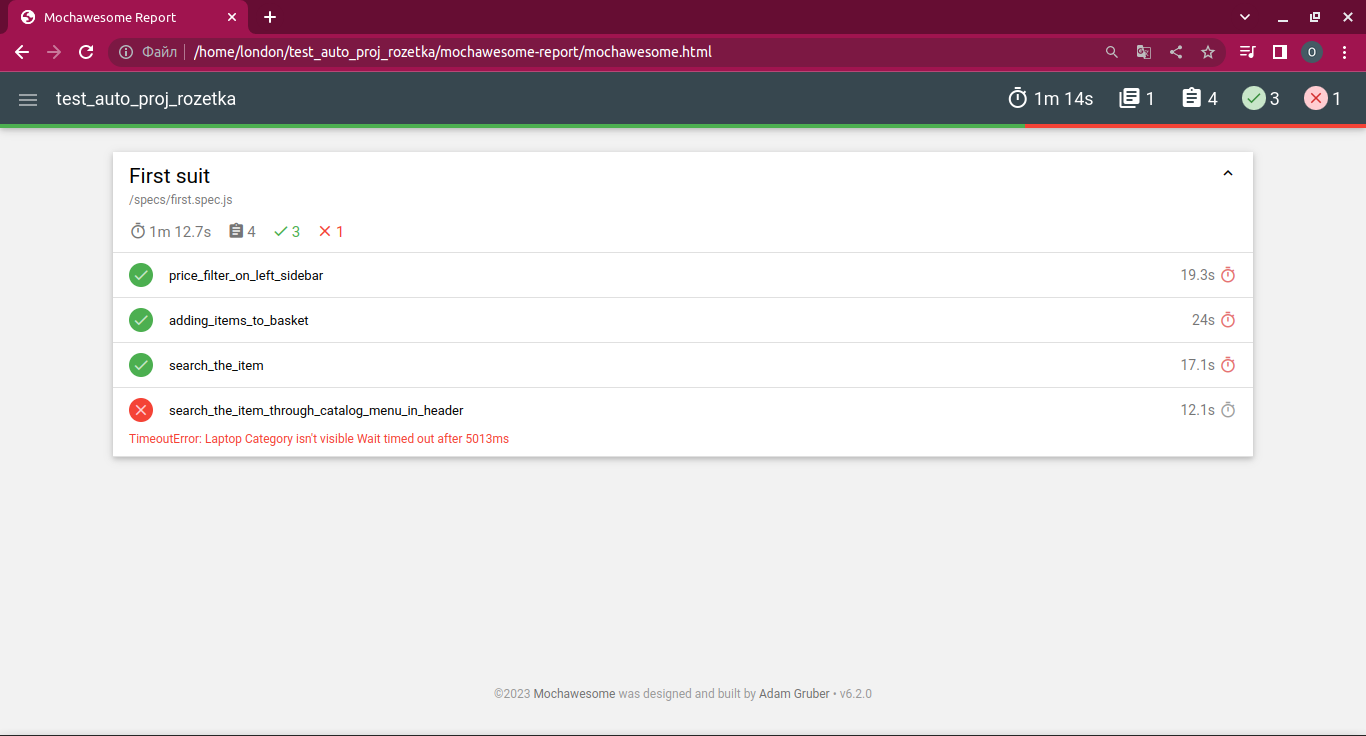 Mochawesome Report
Файл /home/london/test_auto_proj_rozetka/mochawesome-report/mochawesome.html
O
test_auto_proj_rozetka 1m 14s 1 4 3 1
First suit
/specs/first.spec.js
1m 12.7s 4 3 1
price_filter_on_left_sidebar 19.3s
adding_items_to_basket 24s
search_the_item 17.1s
search_the_item_through_catalog_menu_in_header 12.1s
TimeoutError: Laptop Category isn't visible Wait timed out after 5013ms
©2023 Mochawesome was designed and built by Adam Gruber • v6.2.0